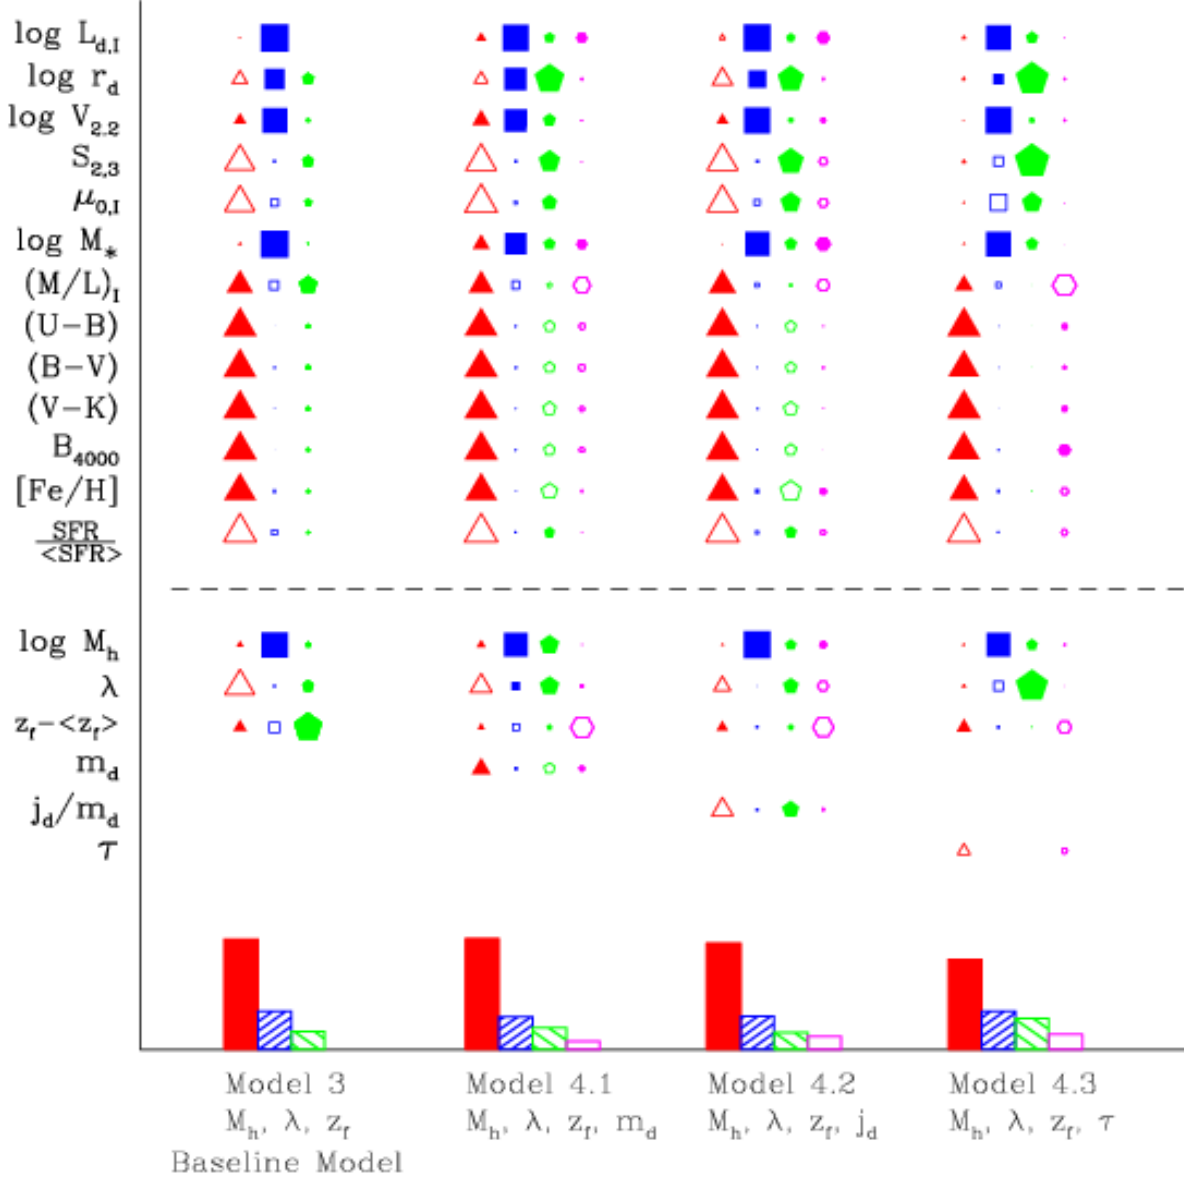 log L_d,I
log r_d
log V_2.2
S_2,3
μ_0,I
log M_*
(M/L)_I
(U−B)
(B−V)
(V−K)
B_4000
[Fe/H]
SFR
<SFR>
log M_h
λ
z_f−<z_f>
m_d
j_d/m_d
τ
Model 3 Model 4.1 Model 4.2 Model 4.3
M_h, λ, z_f M_h, λ, z_f, m_d M_h, λ, z_f, j_d M_h, λ, z_f, τ
Baseline Model